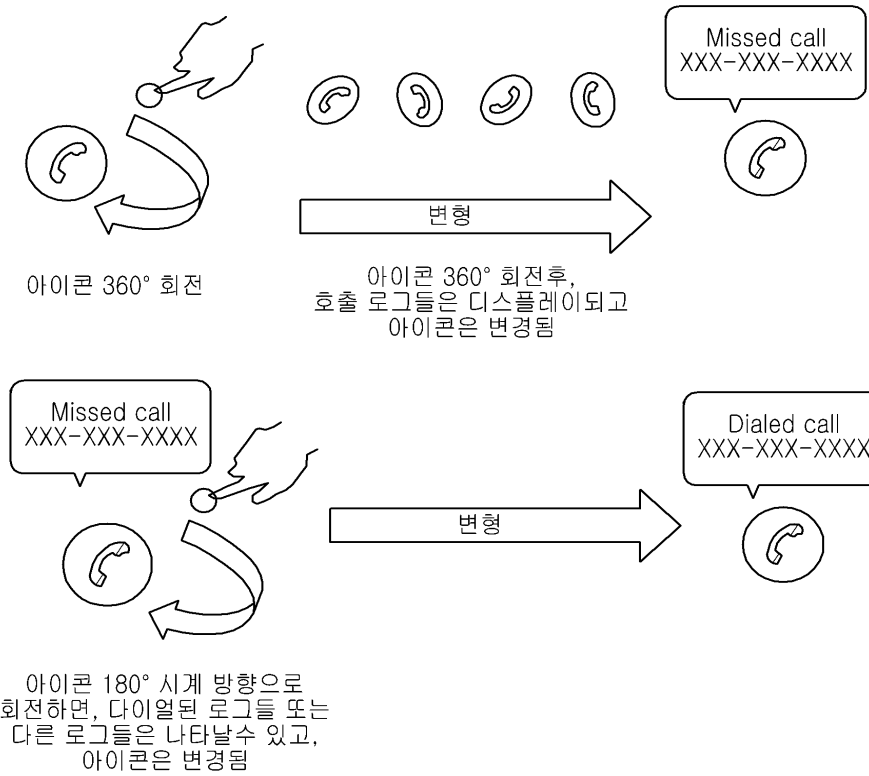 Missed call
XXX-XXX-XXXX
변형
아이콘 360° 회전
아이콘 360° 회전후,
호출 로그들은 디스플레이되고
아이콘은 변경됨
Missed call
XXX-XXX-XXXX
Dialed call
XXX-XXX-XXXX
변형
아이콘 180° 시계 방향으로
회전하면, 다이얼된 로그들 또는
다른 로그들은 나타날수 있고,
아이콘은 변경됨